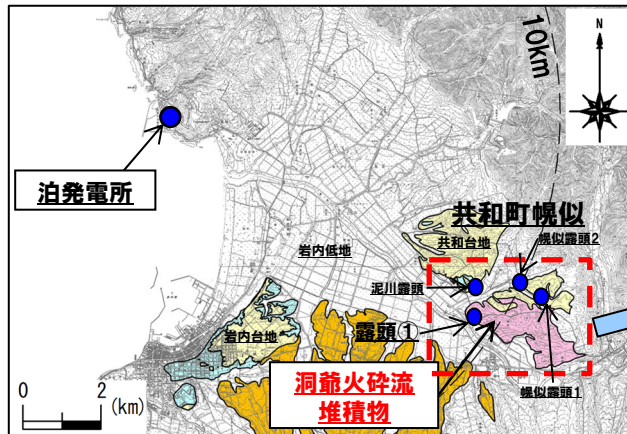 10km
N
泊発電所
共和町幌似
共和台地
幌似露頭2
岩内低地
泥川露頭
岩内台地
露頭①
洞爺火砕流
堆積物
幌似露頭1
0 2
(km)